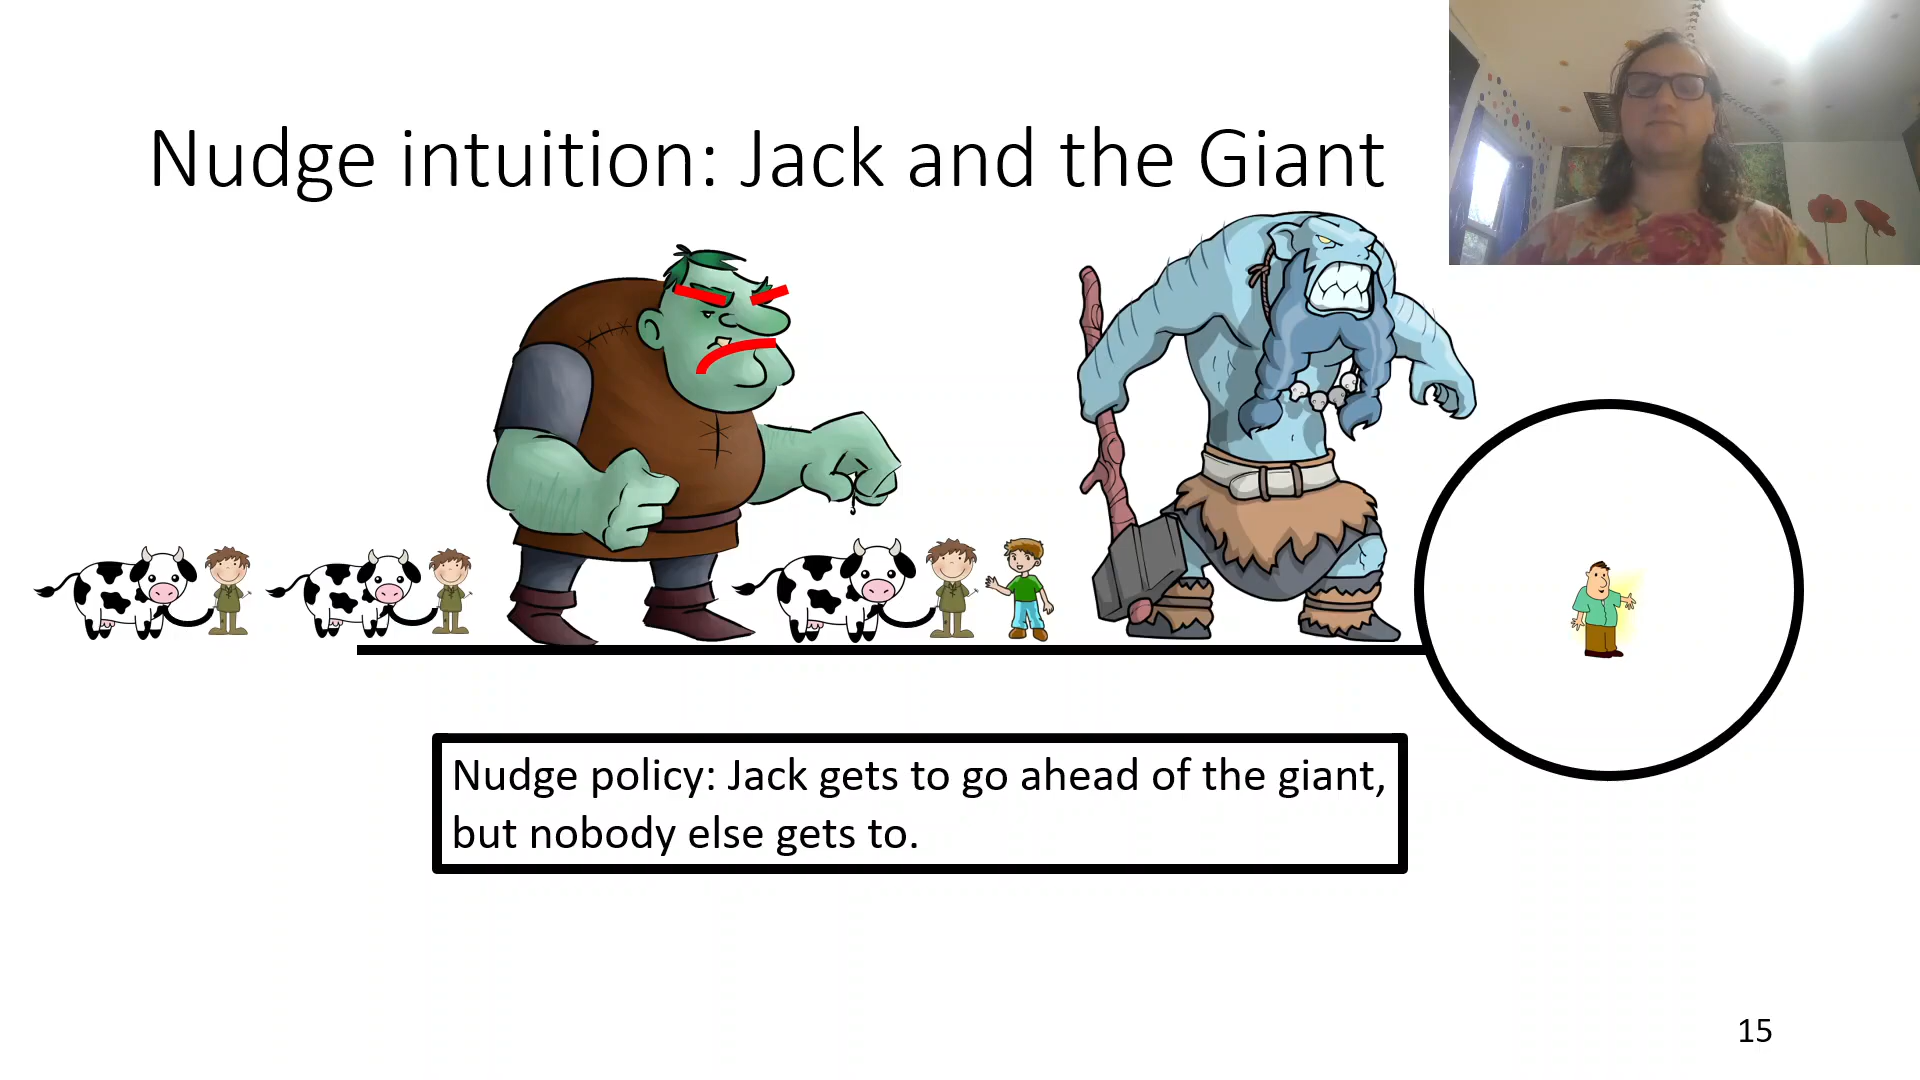 Nudge intuition: Jack and the Giant
Nudge policy: Jack gets to go ahead of the giant,
but nobody else gets to.
15